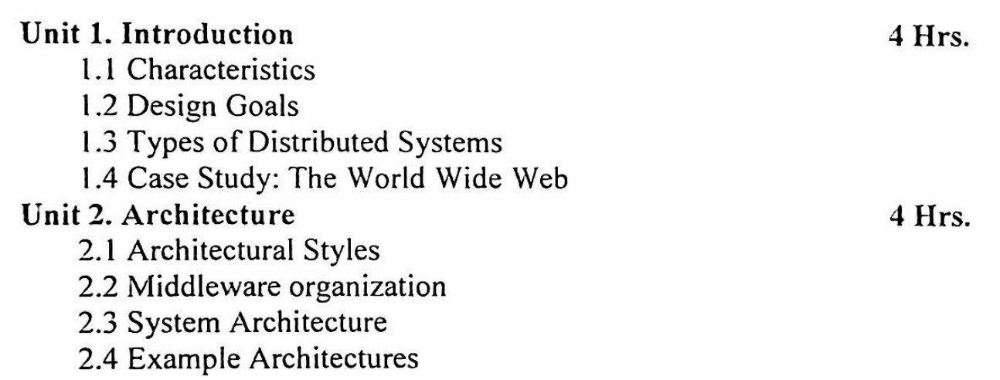 Unit 1. Introduction 4 Hrs.
1.1 Characteristics
1.2 Design Goals
1.3 Types of Distributed Systems
1.4 Case Study: The World Wide Web
Unit 2. Architecture 4 Hrs.
2.1 Architectural Styles
2.2 Middleware organization
2.3 System Architecture
2.4 Example Architectures